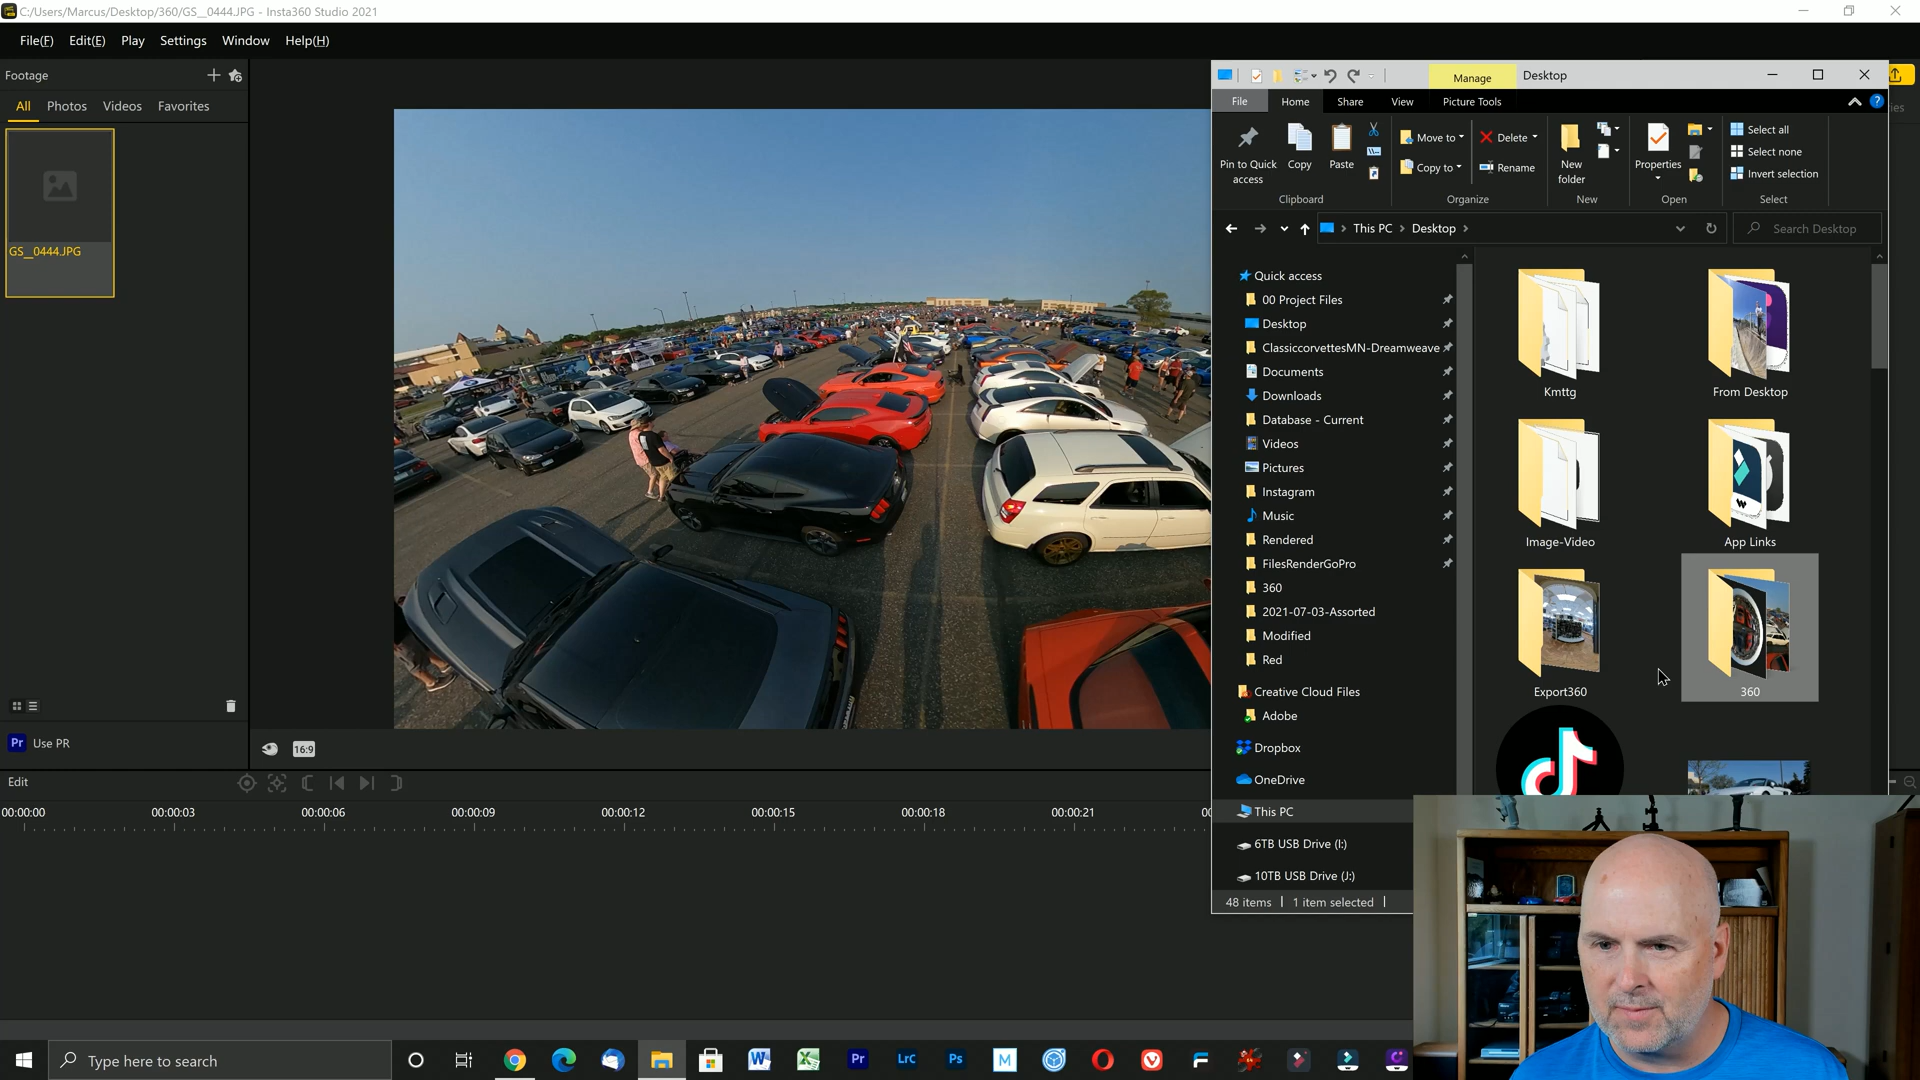 C:/Users/Marcus/Desktop/360/GS__0444.JPG - Insta360 Studio 2021
File(F) Edit(E) Play Settings Window Help(H)
Footage
All Photos Videos Favorites
GS__0444.JPG
Pr Use PR
16:9
Edit
00:00:00 00:00:03 00:00:06 00:00:09 00:00:12 00:00:15 00:00:18 00:00:21
Manage Desktop
File Home Share View Picture Tools
Pin to Quick access
Copy
Paste
Clipboard
Move to
Copy to
Delete
Rename
Organize
New folder
New
Properties
Open
Select all
Select none
Invert selection
Select
This PC > Desktop >
Search Desktop
Quick access
00 Project Files
Desktop
ClassiccorvettesMN-Dreamweave
Documents
Downloads
Database - Current
Videos
Pictures
Instagram
Music
Rendered
FilesRenderGoPro
360
2021-07-03-Assorted
Modified
Red
Creative Cloud Files
Adobe
Dropbox
OneDrive
This PC
6TB USB Drive (I:)
10TB USB Drive (J:)
48 items 1 item selected
Kmttg
From Desktop
Image-Video
App Links
Export360
360
Type here to search
Pr
Lrc
Ps